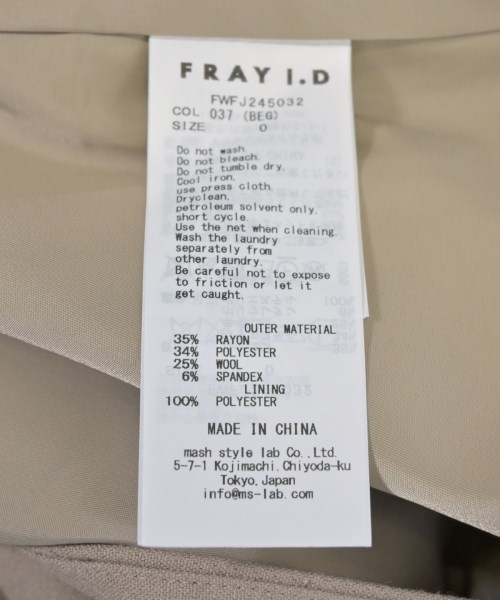 FRAY I.D
FWFJ245032
COL 037 (BEG)
SIZE 0
Do not wash.
Do not bleach.
Do not tumble dry.
Cool iron,
use press cloth.
Dryclean,
petroleum solvent only.
short cycle.
Use the net when cleaning.
Wash the laundry
separately from
other laundry.
Be careful not to expose
to friction or let it
get caught.
OUTER MATERIAL
35% RAYON
34% POLYESTER
25% WOOL
6% SPANDEX
LINING
100% POLYESTER
MADE IN CHINA
mash style lab Co.,Ltd.
5-7-1 Kojimachi,Chiyoda-ku
Tokyo,Japan
info@ms-lab.com